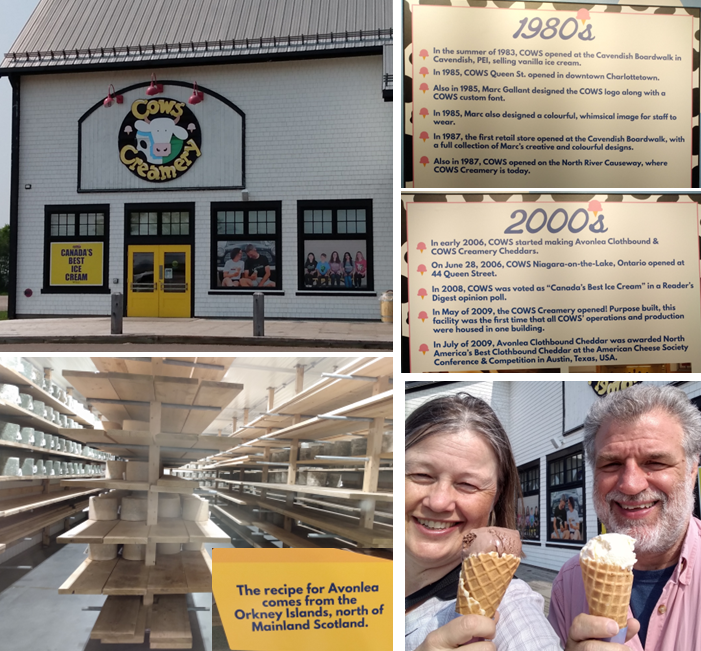 Cows
Creamery
CANADA'S
BEST
ICE
CREAM
1980s
In the summer of 1983, COWS opened at the Cavendish Boardwalk in
Cavendish, PEI, selling vanilla ice cream.
In 1985, COWS Queen St. opened in downtown Charlottetown.
Also in 1985, Marc Gallant designed the COWS logo along with a
COWS custom font.
In 1985, Marc also designed a colourful, whimsical image for staff to
wear.
In 1987, the first retail store opened at the Cavendish Boardwalk, with
a full collection of Marc's creative and colourful designs.
Also in 1987, COWS opened on the North River Causeway, where
COWS Creamery is today.
2000s
In early 2006, COWS started making Avonlea Clothbound &
COWS Creamery Cheddars.
On June 28, 2006, COWS Niagara-on-the-Lake, Ontario opened at
44 Queen Street.
In 2008, COWS was voted as "Canada's Best Ice Cream" in a Reader's
Digest opinion poll.
In May of 2009, the COWS Creamery opened! Purpose built, this
facility was the first time that all COWS' operations and production
were housed in one building.
In July of 2009, Avonlea Clothbound Cheddar was awarded North
America's Best Clothbound Cheddar at the American Cheese Society
Conference & Competition in Austin, Texas, USA.
The recipe for Avonlea
comes from the
Orkney Islands, north of
Mainland Scotland.